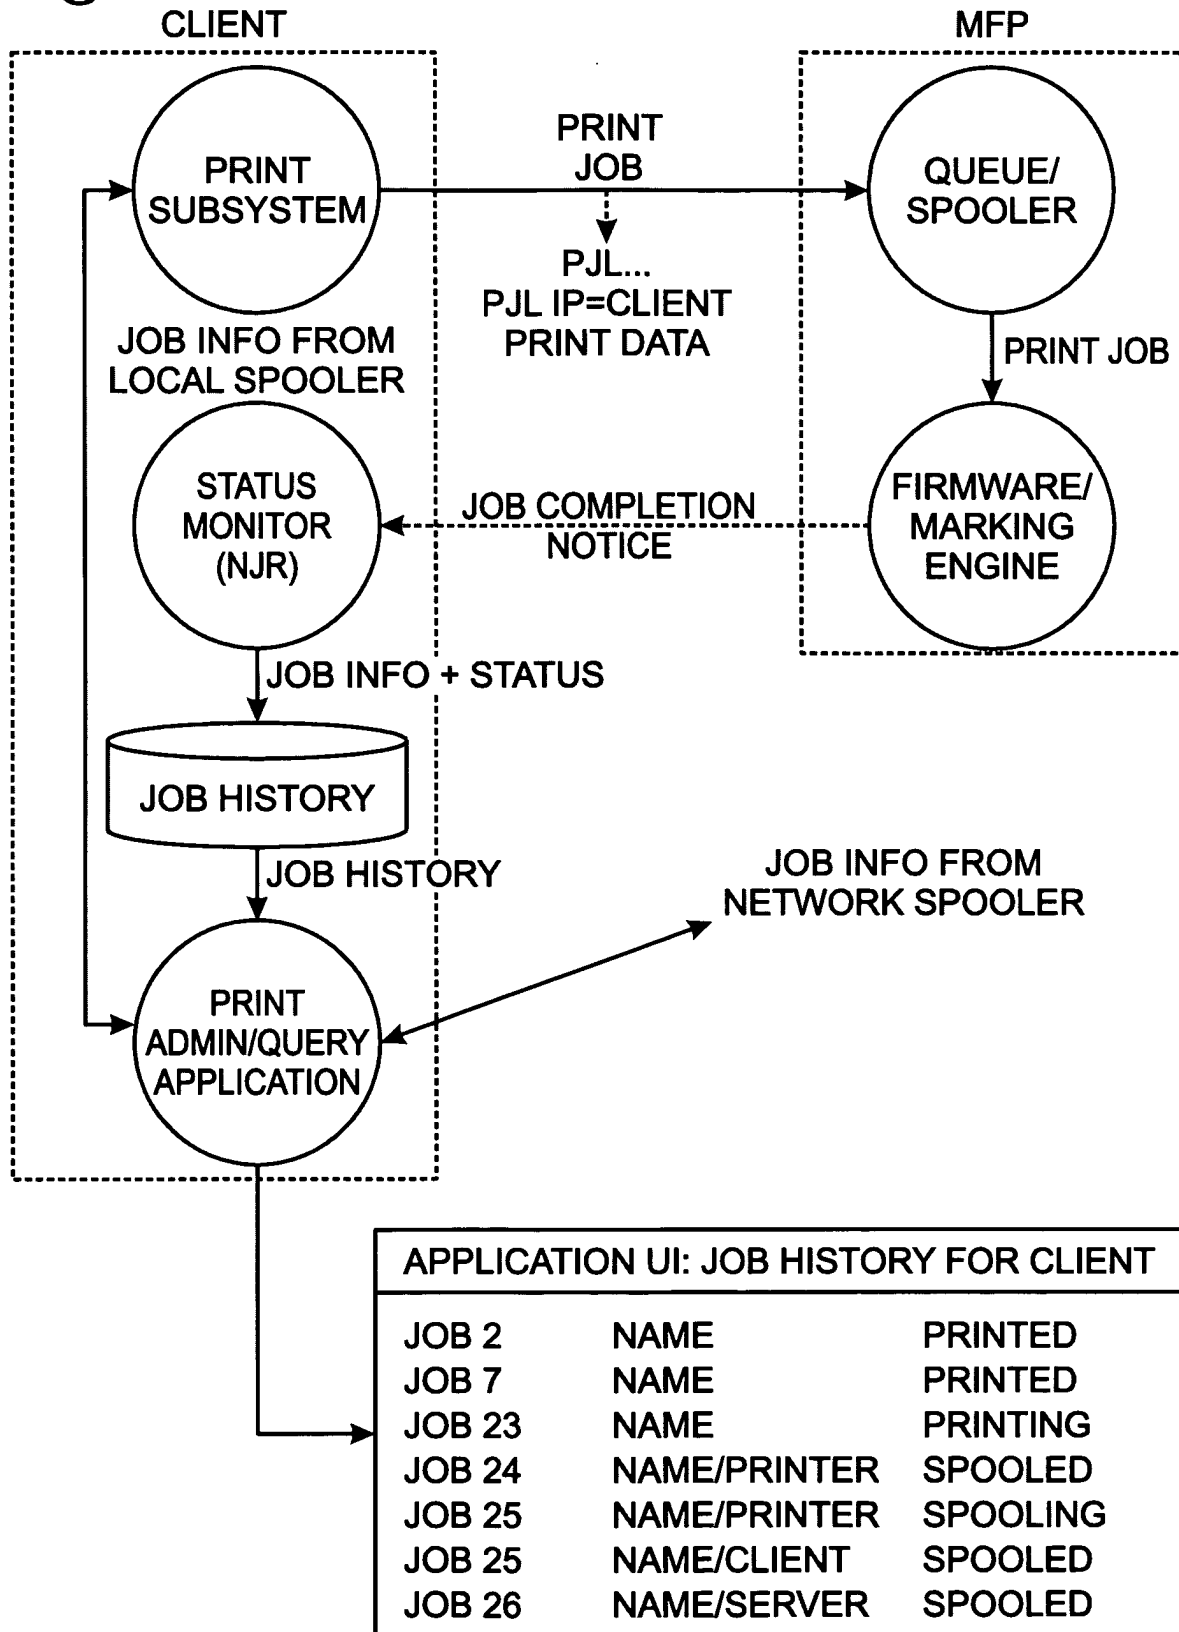 CLIENT
MFP
PRINT
SUBSYSTEM
PRINT
JOB
QUEUE/
SPOOLER
PJL...
PJL IP=CLIENT
PRINT DATA
PRINT JOB
JOB INFO FROM
LOCAL SPOOLER
STATUS
MONITOR
(NJR)
JOB COMPLETION
NOTICE
FIRMWARE/
MARKING
ENGINE
JOB INFO + STATUS
JOB HISTORY
JOB HISTORY
JOB INFO FROM
NETWORK SPOOLER
PRINT
ADMIN/QUERY
APPLICATION
APPLICATION UI: JOB HISTORY FOR CLIENT
JOB 2 NAME PRINTED
JOB 7 NAME PRINTED
JOB 23 NAME PRINTING
JOB 24 NAME/PRINTER SPOOLED
JOB 25 NAME/PRINTER SPOOLING
JOB 25 NAME/CLIENT SPOOLED
JOB 26 NAME/SERVER SPOOLED